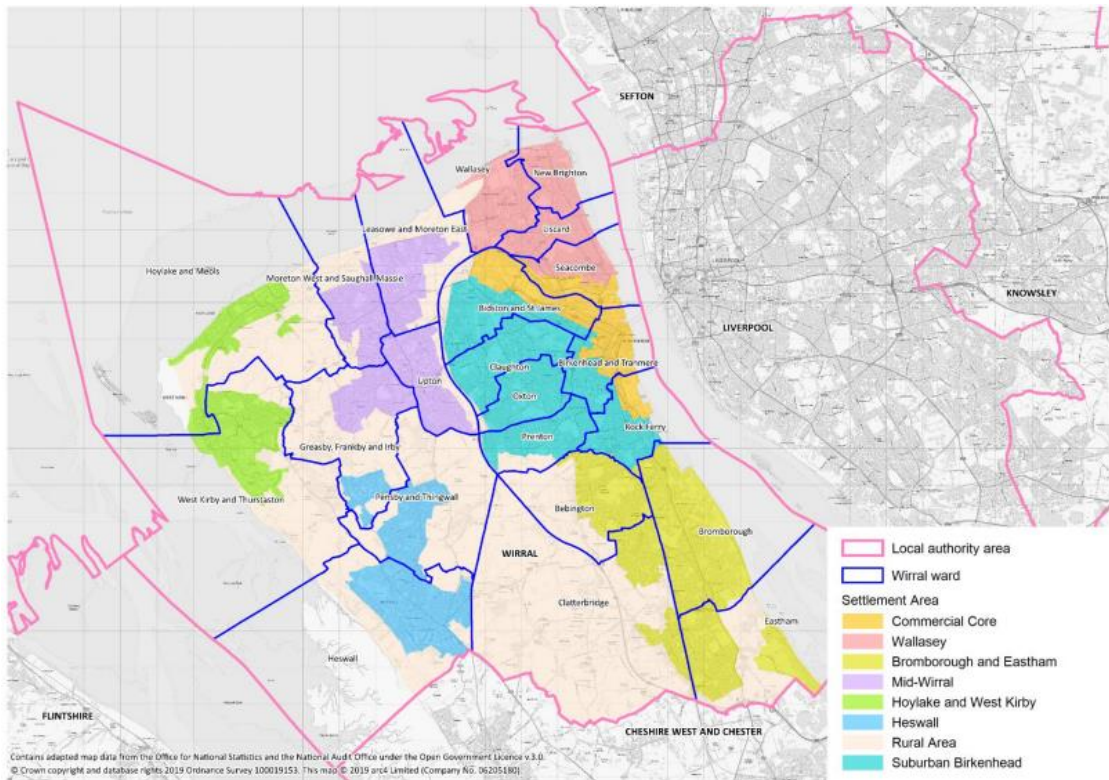 SEFTON
Wallasey
New Brighton
Leasowe and Moreton East
Liscard
Hoylake and Meols
Moreton West and Saughall Massie
Seacombe
KNOWSLEY
Bidston and St James
LIVERPOOL
Claughton
Birkenhead and Tranmere
Upton
Oxton
Prenton
Rock Ferry
Greasby, Frankby and Irby
West Kirby and Thurstaston
Pensby and Thingwall
Bebington
Bromborough
WIRRAL
Clatterbridge
Eastham
Heswall
FLINTSHIRE
CHESHIRE WEST AND CHESTER
Local authority area
Wirral ward
Settlement Area
Commercial Core
Wallasey
Bromborough and Eastham
Mid-Wirral
Hoylake and West Kirby
Heswall
Rural Area
Suburban Birkenhead
Contains adapted map data from the Office for National Statistics and the National Audit Office under the Open Government Licence v.3.0.
© Crown copyright and database rights 2019 Ordnance Survey 100019153. This map © 2019 arc4 Limited (Company No. 06205180)